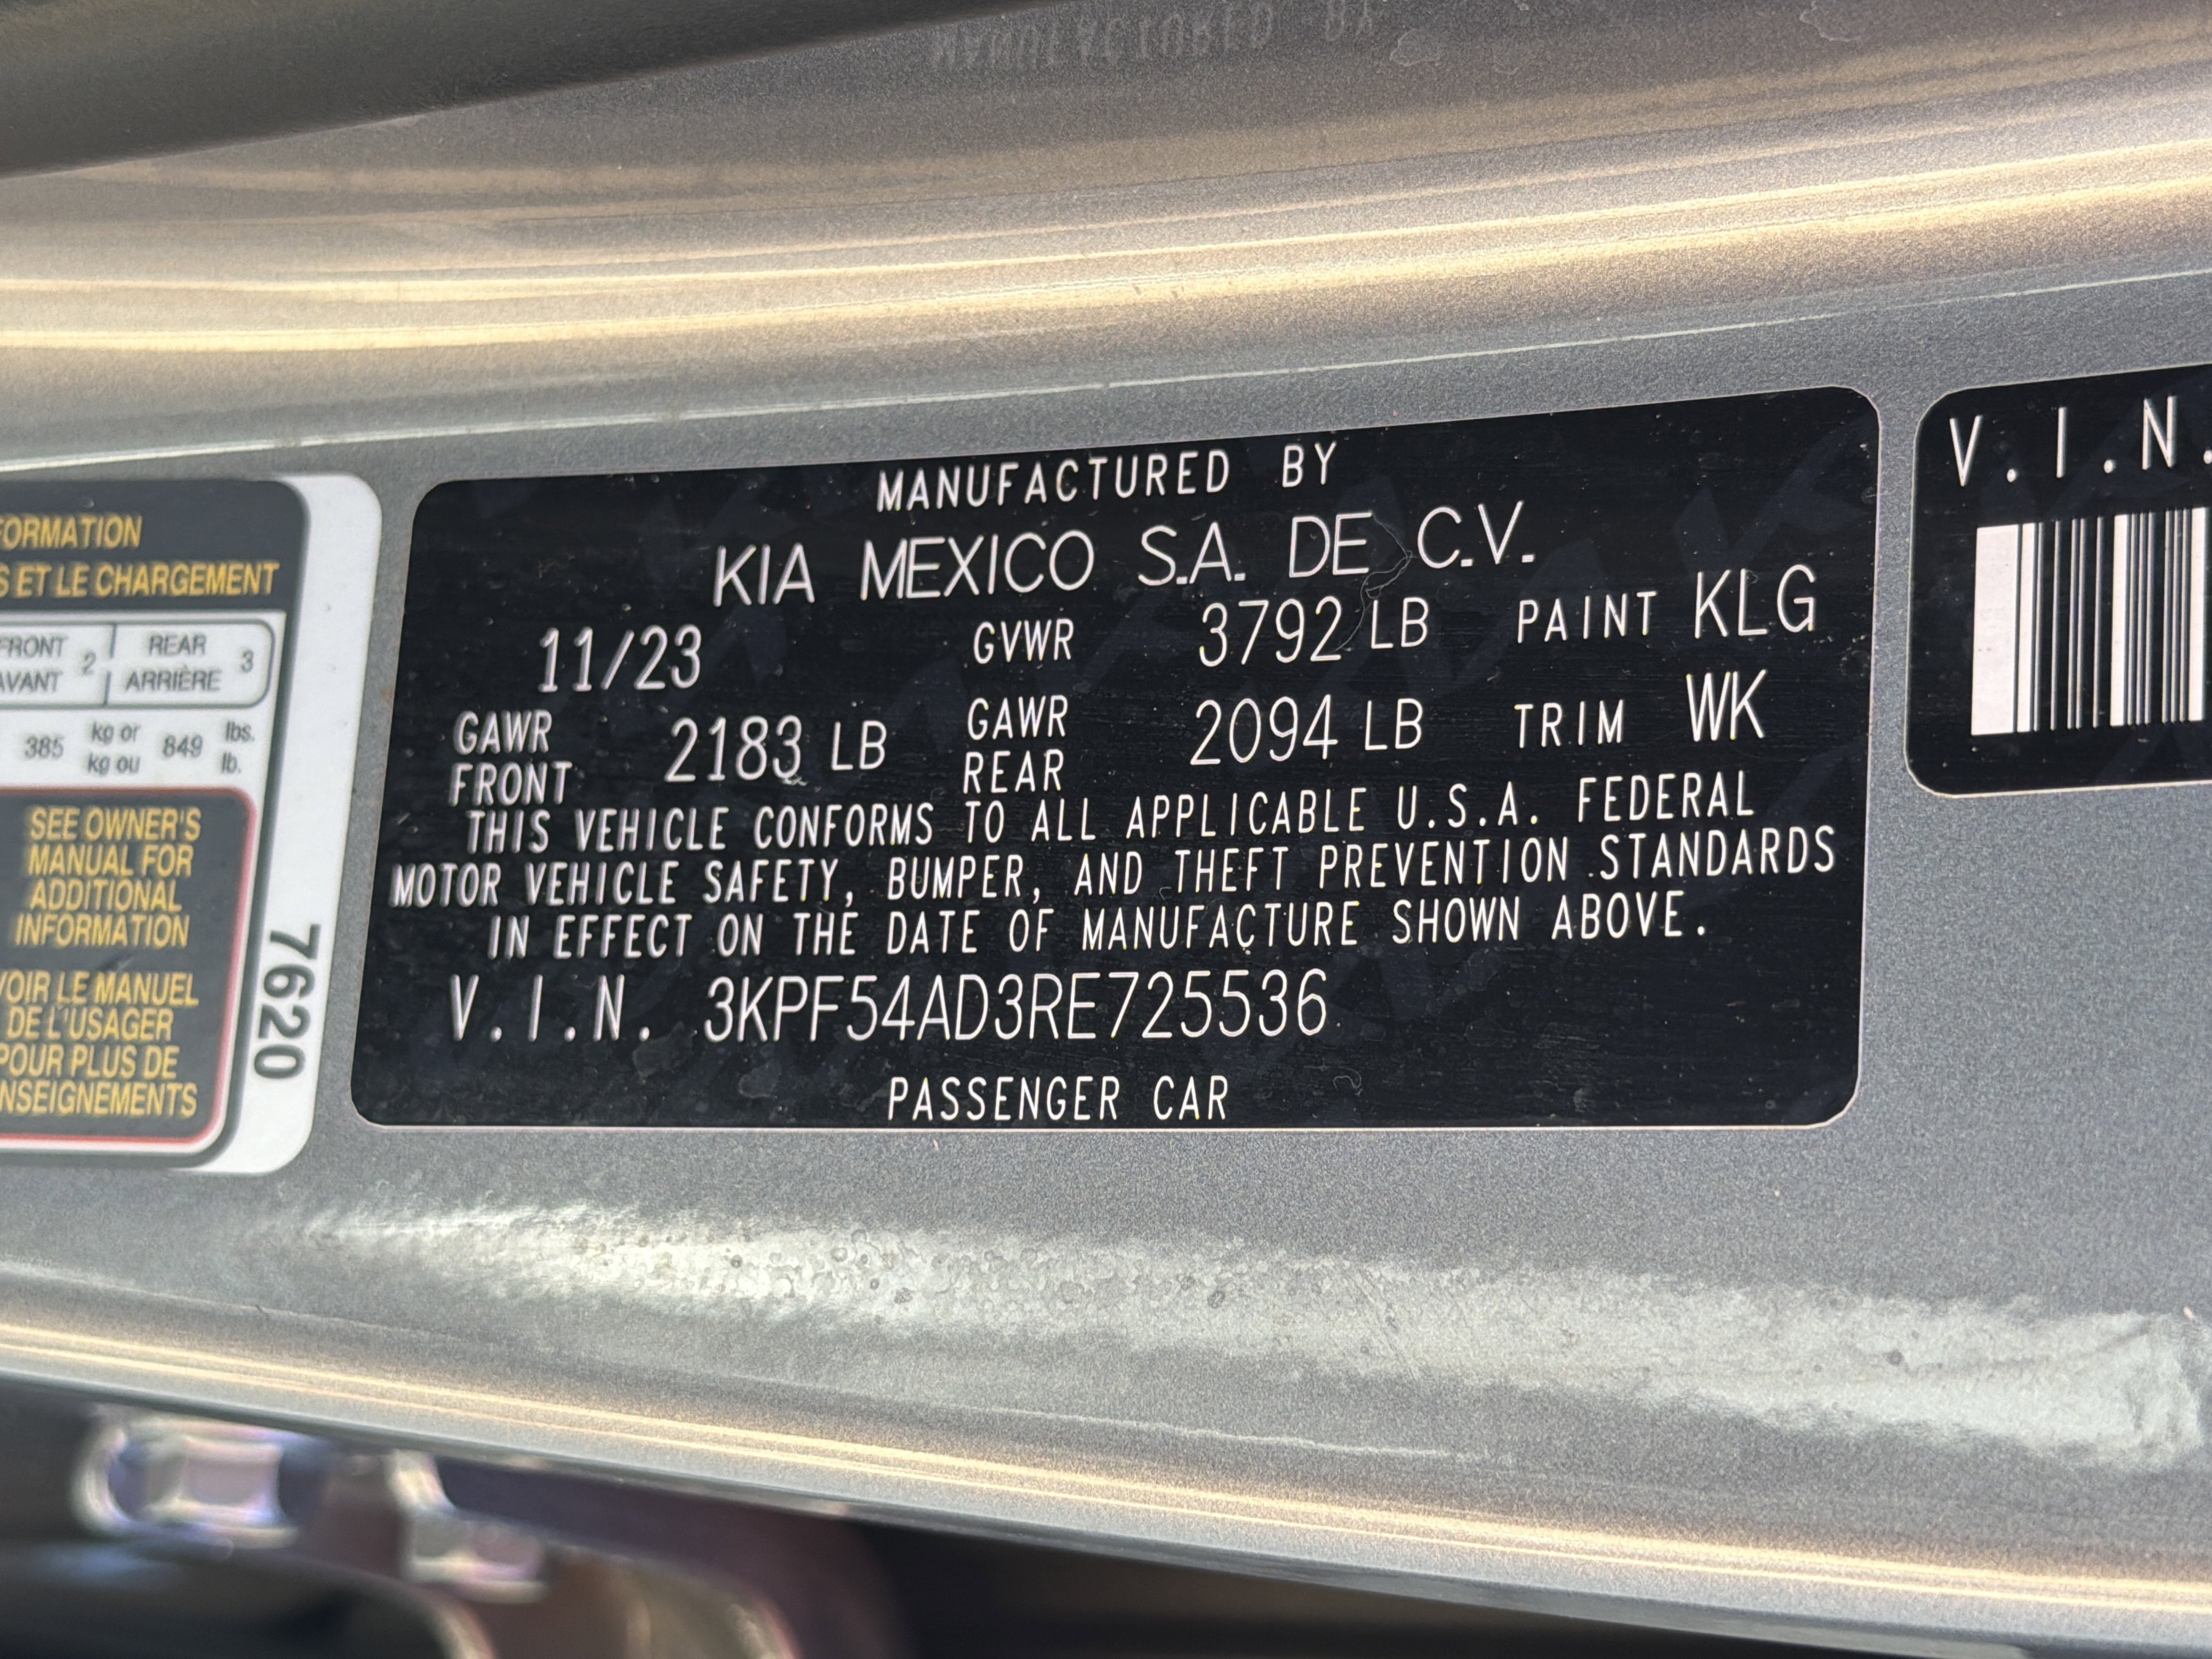 MANUFACTURED BY
FORMATION
S ET LE CHARGEMENT
FRONT 2 REAR 3
AVANT ARRIÈRE
385 kg or 849 lbs.
kg ou lb.
SEE OWNER'S
MANUAL FOR
ADDITIONAL
INFORMATION
VOIR LE MANUEL
DE L'USAGER
POUR PLUS DE
NSEIGNEMENTS
7620
MANUFACTURED BY
KIA MEXICO S.A. DE C.V.
11/23 GVWR 3792 LB PAINT KLG
GAWR FRONT 2183 LB GAWR REAR 2094 LB TRIM WK
THIS VEHICLE CONFORMS TO ALL APPLICABLE U.S.A. FEDERAL
MOTOR VEHICLE SAFETY, BUMPER, AND THEFT PREVENTION STANDARDS
IN EFFECT ON THE DATE OF MANUFACTURE SHOWN ABOVE.
V.I.N. 3KPF54AD3RE725536
PASSENGER CAR
V.I.N.